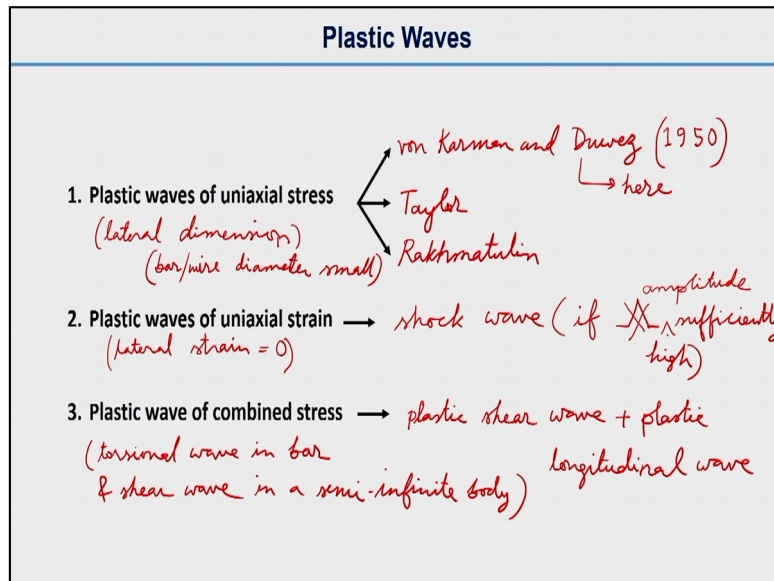 Plastic Waves
von Karman and Duwez (1950)
here
1. Plastic waves of uniaxial stress
Taylor
(lateral dimension)
(bar/wire diameter small)
Rakhmatulin
amplitude
2. Plastic waves of uniaxial strain → shock wave (if sufficiently
(lateral strain = 0)
high)
3. Plastic wave of combined stress → plastic shear wave + plastic
longitudinal wave
(torsional wave in bar
& shear wave in a semi-infinite body)